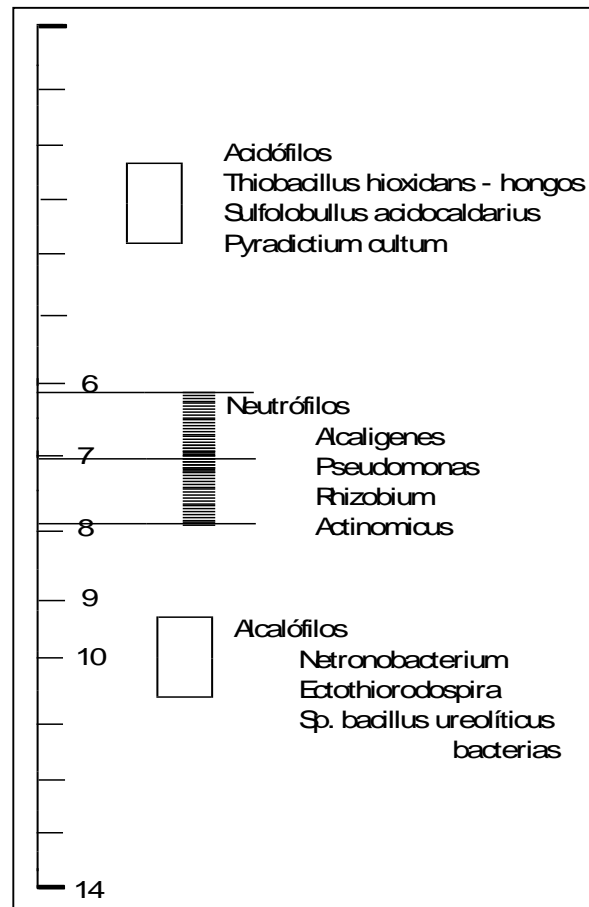 Acidófilos
Thiobacillus hioxidans - hongos
Sulfolobullus acidocaldarius
Pyradictium cultum
6
Neutrófilos
Alcaligenes
7
Pseudomonas
Rhizobium
8
Actinomicus
9
Alcalófilos
10
Netronobacterium
Ectothiorodospira
Sp. bacillus ureolíticus
bacterias
14